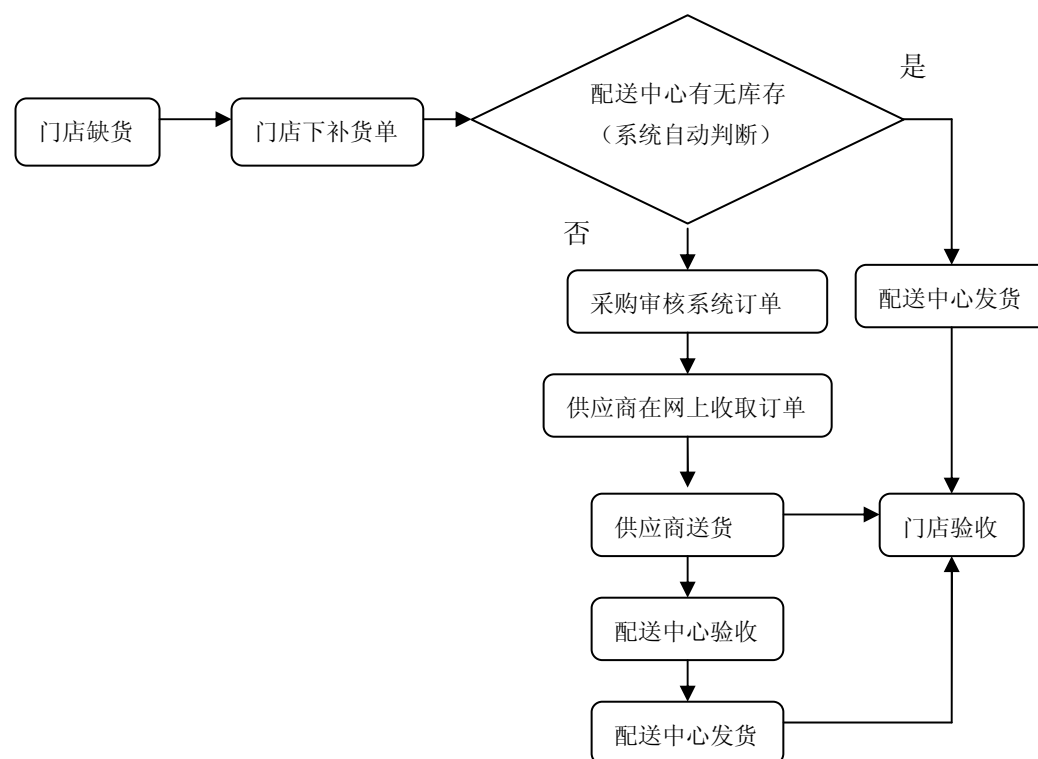 门店缺货
门店下补货单
配送中心有无库存
（系统自动判断）
是
否
采购审核系统订单
配送中心发货
供应商在网上收取订单
供应商送货
门店验收
配送中心验收
配送中心发货